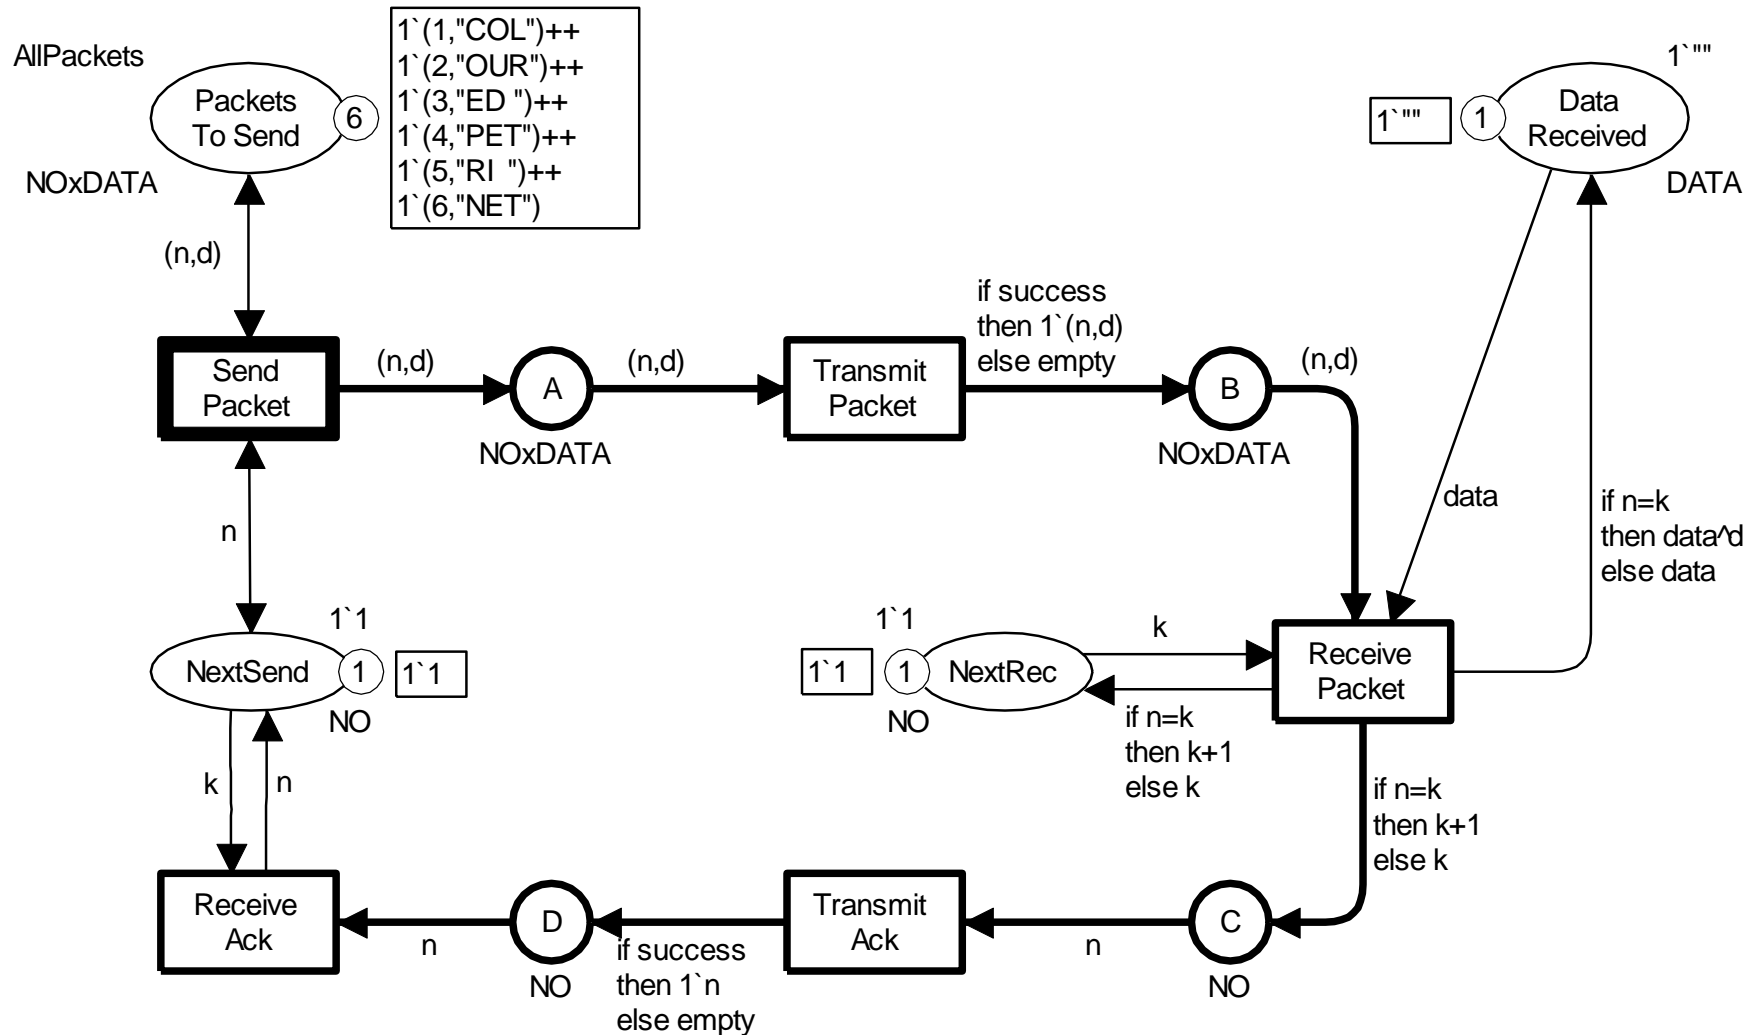 AllPackets
Packets
To Send
6
1`(1,"COL")++
1`(2,"OUR")++
1`(3,"ED ")++
1`(4,"PET")++
1`(5,"RI ")++
1`(6,"NET")
NOxDATA
1`""
1`""
1
Data
Received
DATA
(n,d)
Send
Packet
(n,d)
A
NOxDATA
(n,d)
Transmit
Packet
if success
then 1`(n,d)
else empty
B
NOxDATA
(n,d)
data
if n=k
then data^d
else data
n
1`1
NextSend
1
1`1
NO
1`1
1`1
1
NextRec
NO
k
if n=k
then k+1
else k
Receive
Packet
if n=k
then k+1
else k
k
n
Receive
Ack
n
D
NO
if success
then 1`n
else empty
Transmit
Ack
n
C
NO